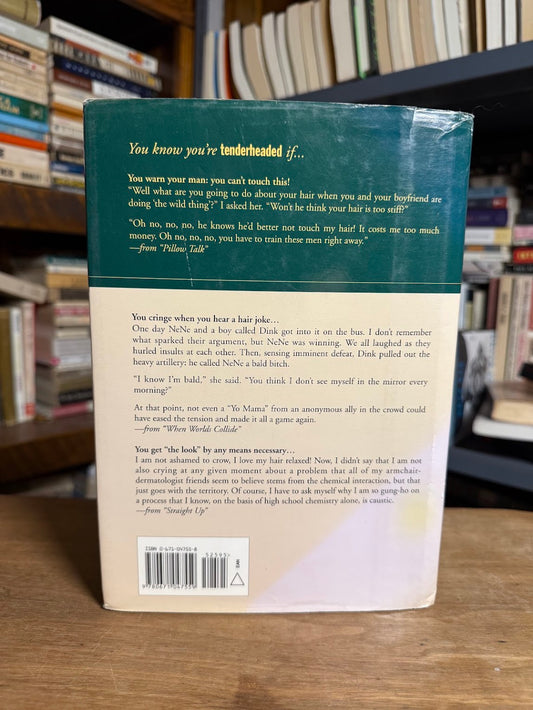 You know you're tenderheaded if...
You warn your man: you can't touch this!
"Well what are you going to do about your hair when you and your boyfriend are
doing 'the wild thing'?" I asked her. "Won't he think your hair is too stiff?"
"Oh no, no, no, he knows he'd better not touch my hair! It costs me too much
money. Oh no, no, no, you have to train these men right away."
—from "Pillow Talk"
You cringe when you hear a hair joke...
One day NeNe and a boy called Dink got into it on the bus. I don't remember
what sparked their argument, but NeNe was winning. We all laughed as they
hurled insults at each other. Then, sensing imminent defeat, Dink pulled out the
heavy artillery: he called NeNe a bald bitch.
"I know I'm bald," she said. "You think I don't see myself in the mirror every
morning?"
At that point, not even a "Yo Mama" from an anonymous ally in the crowd could
have eased the tension and made it all a game again.
—from "When Worlds Collide"
You get "the look" by any means necessary...
I am not ashamed to crow, I love my hair relaxed! Now, I didn't say that I am not
also crying at any given moment about a problem that all of my armchair-
dermatologist friends seem to believe stems from the chemical interaction, but that
just goes with the territory. Of course, I have to ask myself why I am so gung-ho on
a process that I know, on the basis of high school chemistry alone, is caustic.
—from "Straight Up"
ISBN 0-671-04755-8
52395>
9 780671 047559
EAN